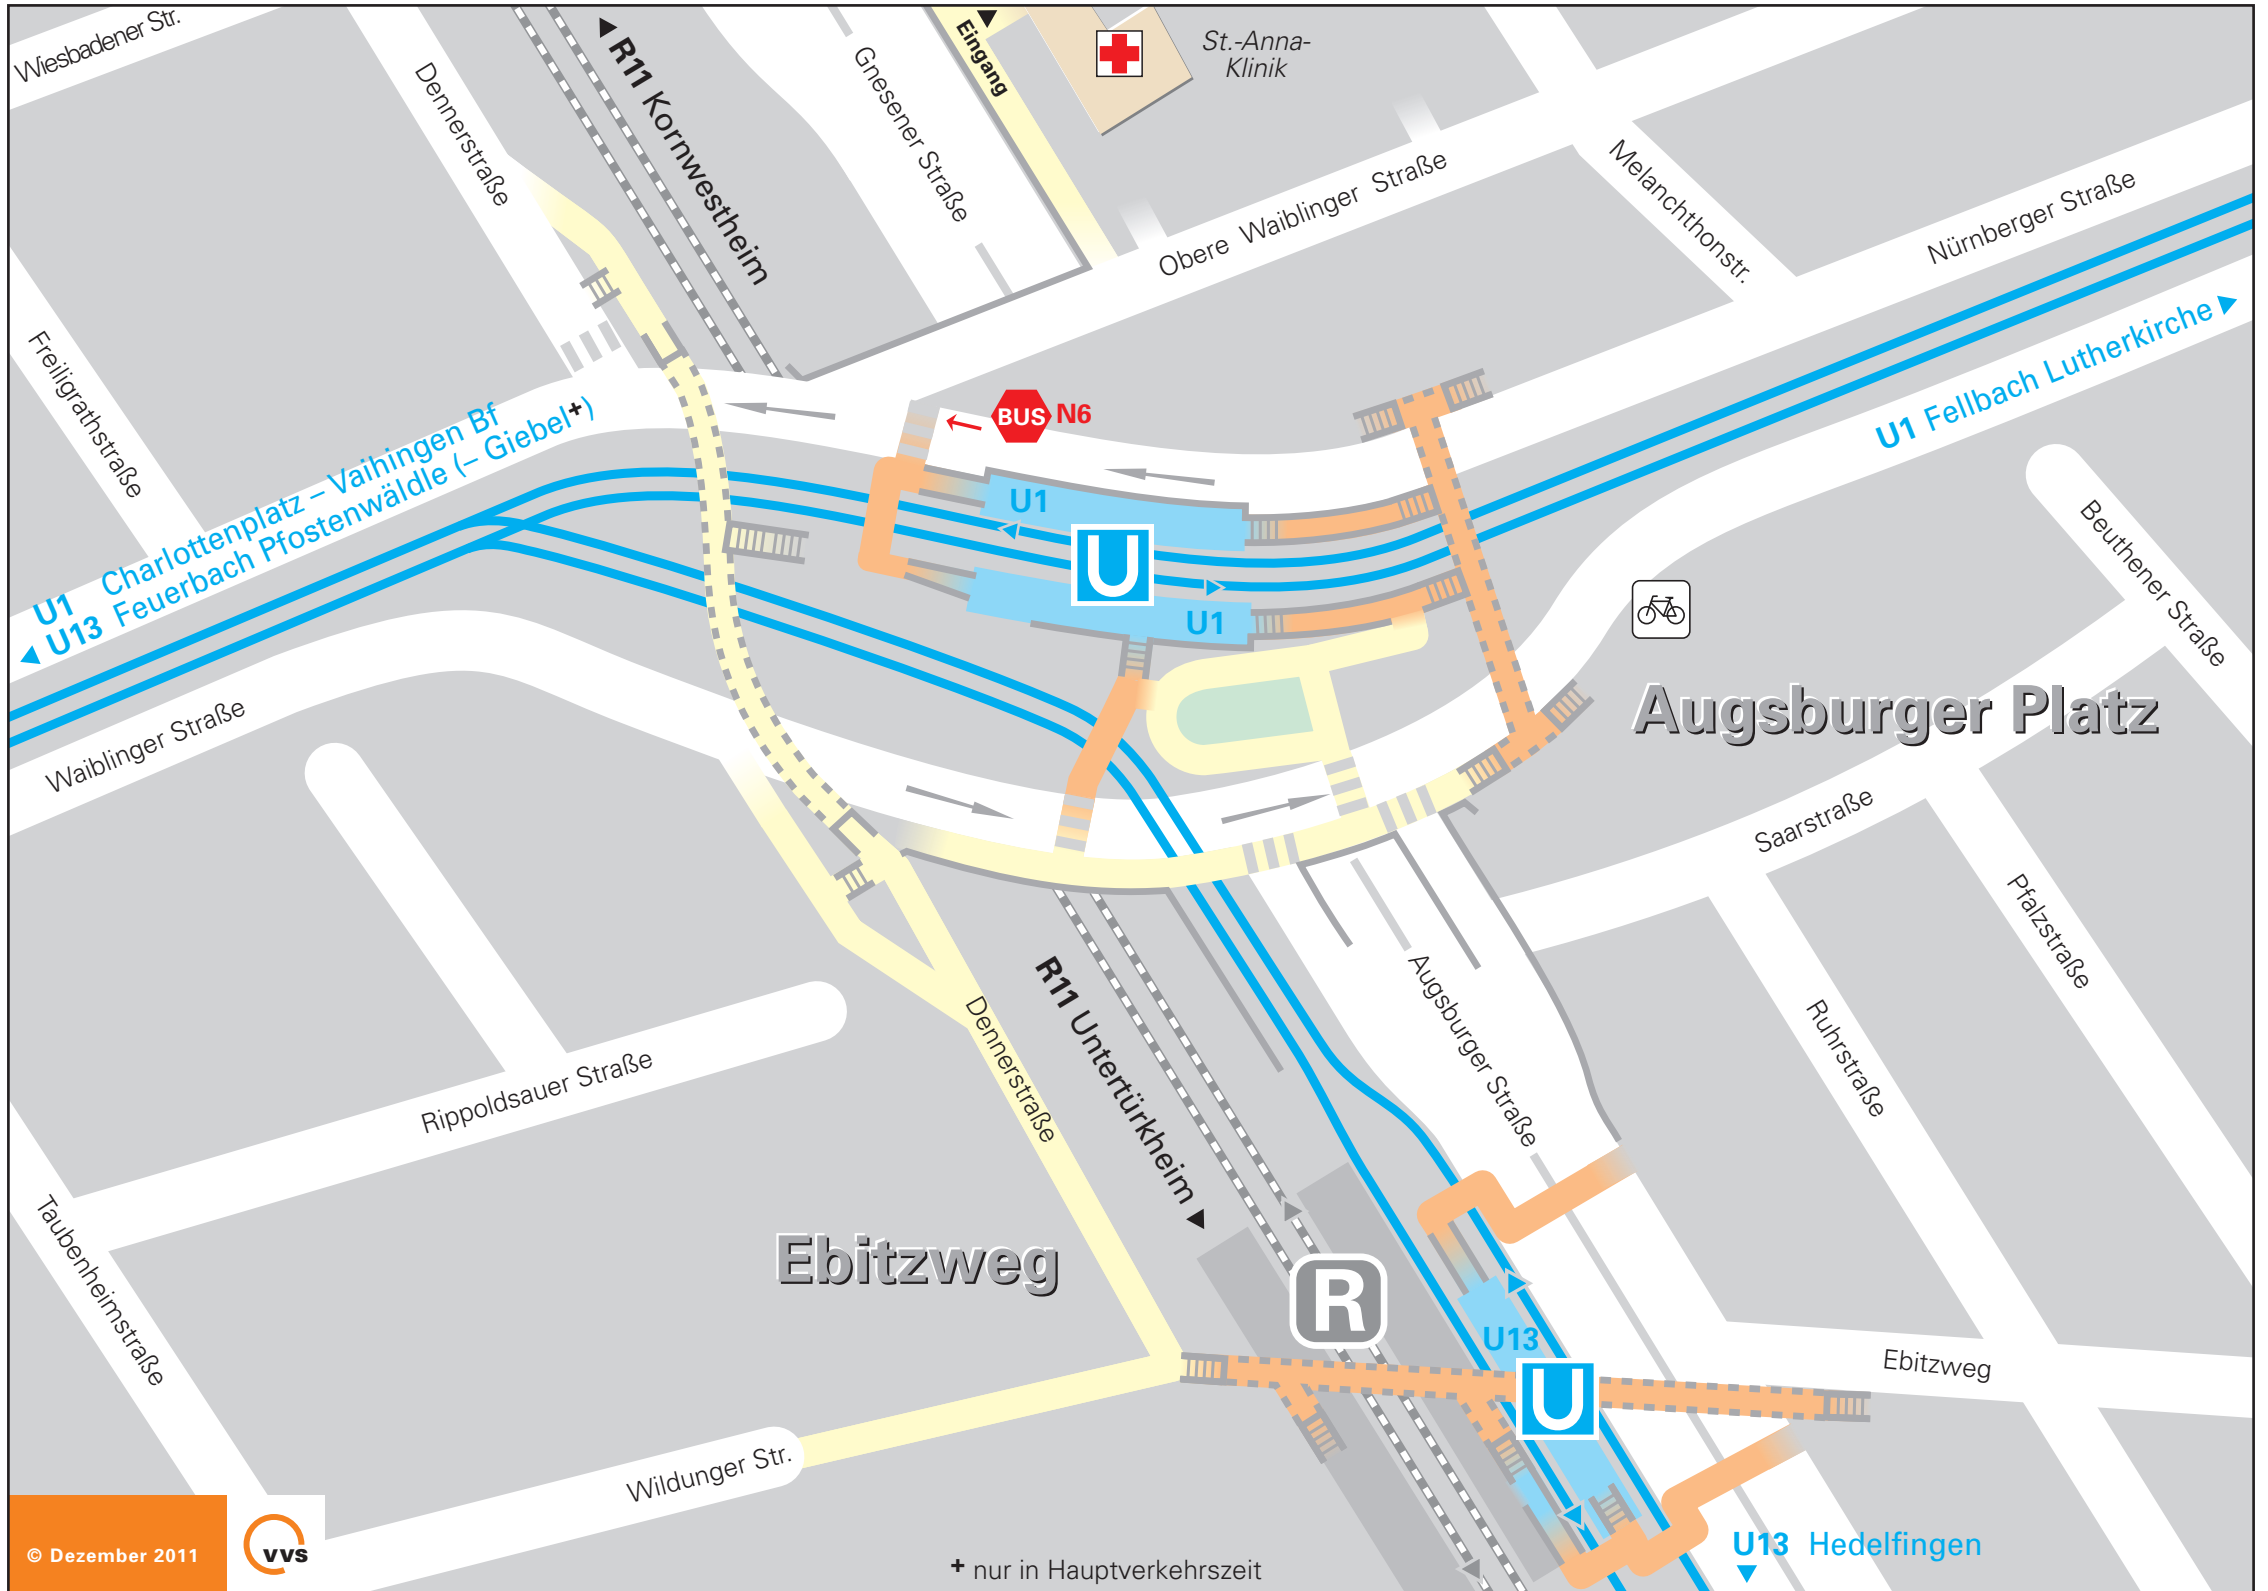 Wiesbadener Str.
Dennerstraße
R11 Kornwestheim
Gnesener Straße
Eingang
St.-Anna-
Klinik
Obere Waiblinger Straße
Melanchthonstr.
Nürnberger Straße
U1 Fellbach Lutherkirche
Freiligrathstraße
U1 Charlottenplatz – Vaihingen Bf
U13 Feuerbach Pfostenwäldle (– Giebel+)
BUS N6
U1
U
U1
Beuthener Straße
Augsburger Platz
Waiblinger Straße
Saarstraße
Pfalzstraße
Ruhrstraße
Augsburger Straße
R11 Untertürkheim
Dennerstraße
Rippoldsauer Straße
Taubenheimstraße
Ebitzweg
R
U13
U
Ebitzweg
Wildunger Str.
U13 Hedelfingen
© Dezember 2011
vvs
+ nur in Hauptverkehrszeit